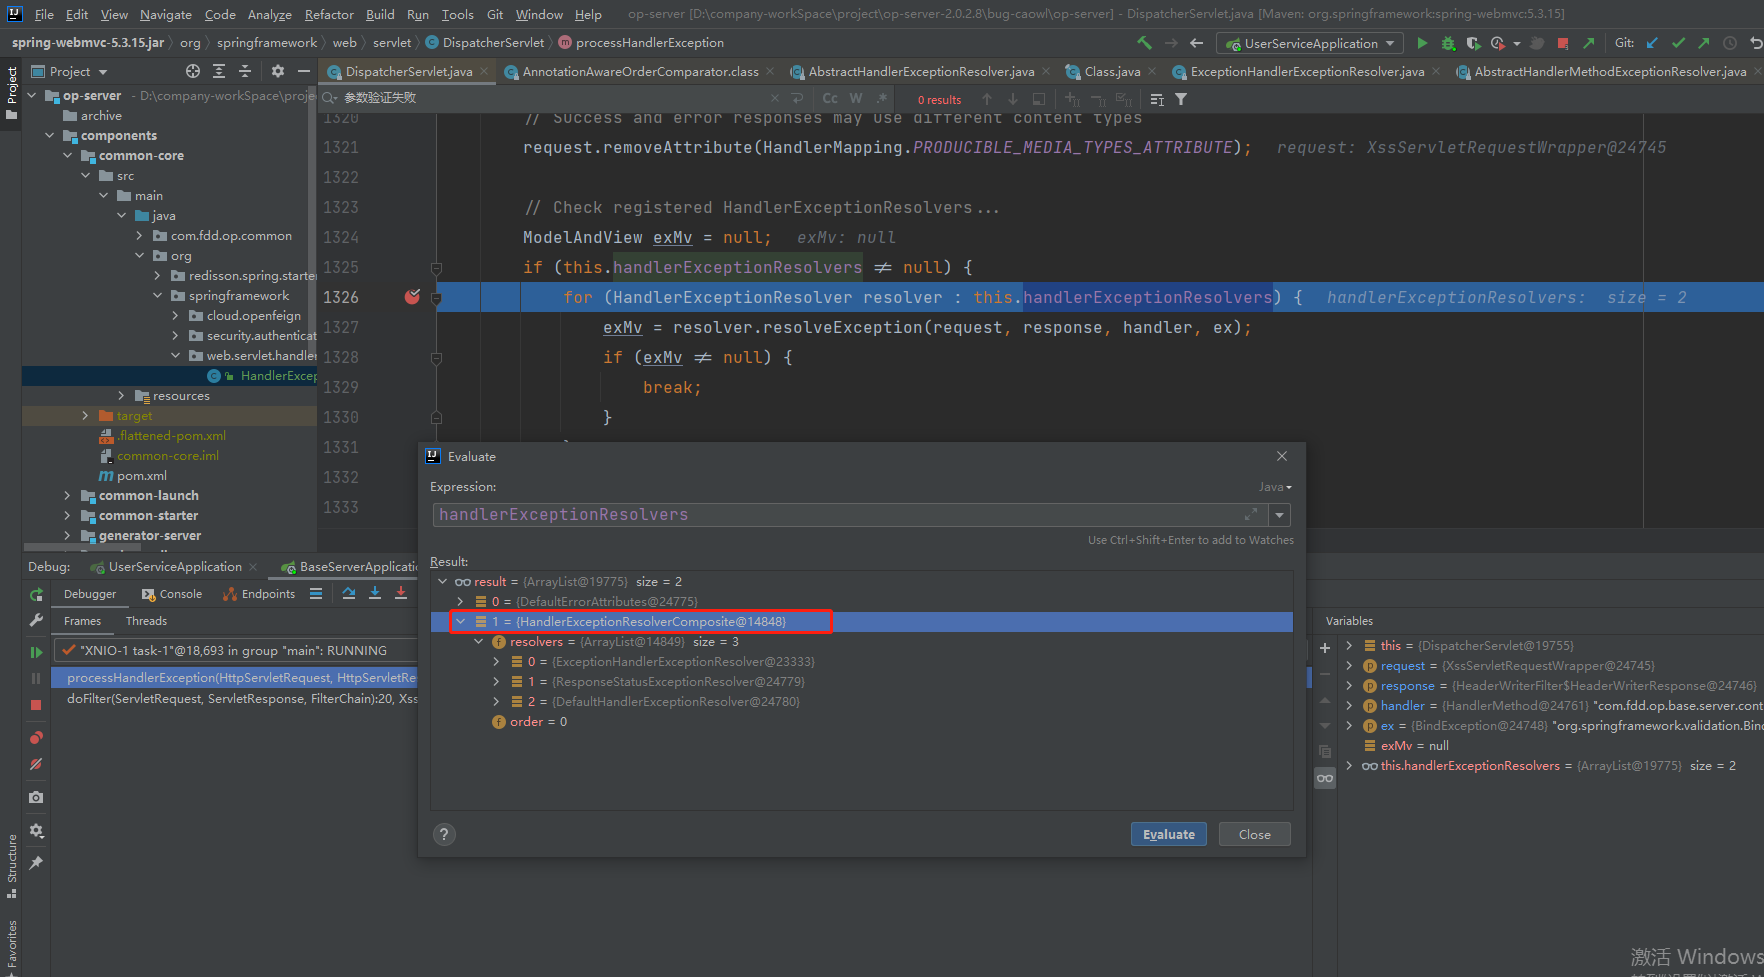 File Edit View Navigate Code Analyze Refactor Build Run Tools Git Window Help op-server [D:\company-workSpace\project\op-server-2.0.2.8\bug-caowl\op-server] - DispatcherServlet.java [Maven: org.springframework:spring-webmvc:5.3.15]
spring-webmvc-5.3.15.jar org springframework web servlet DispatcherServlet processHandlerException UserServiceApplication Git:
Project
Project
DispatcherServlet.java AnnotationAwareOrderComparator.class AbstractHandlerExceptionResolver.java Class.java ExceptionHandlerExceptionResolver.java AbstractHandlerMethodExceptionResolver.java
参数验证失败 Cc W .* 0 results
op-server - D:\company-workSpace\proje
archive
components
common-core
src
main
java
com.fdd.op.common
org
redisson.spring.starter
springframework
cloud.openfeign
security.authenticat
web.servlet.handler
HandlerExcep
resources
target
.flattened-pom.xml
common-core.iml
pom.xml
common-launch
common-starter
generator-server
1320 // Success and error responses may use different content types
1321 request.removeAttribute(HandlerMapping.PRODUCIBLE_MEDIA_TYPES_ATTRIBUTE); request: XssServletRequestWrapper@24745
1322
1323 // Check registered HandlerExceptionResolvers...
1324 ModelAndView exMv = null; exMv: null
1325 if (this.handlerExceptionResolvers ≠ null) {
1326 for (HandlerExceptionResolver resolver : this.handlerExceptionResolvers) { handlerExceptionResolvers: size = 2
1327 exMv = resolver.resolveException(request, response, handler, ex);
1328 if (exMv ≠ null) {
1329 break;
1330 }
1331
1332
1333
Evaluate
Expression: Java
handlerExceptionResolvers
Use Ctrl+Shift+Enter to add to Watches
Result:
result = {ArrayList@19775} size = 2
0 = {DefaultErrorAttributes@24775}
1 = {HandlerExceptionResolverComposite@14848}
resolvers = {ArrayList@14849} size = 3
0 = {ExceptionHandlerExceptionResolver@23333}
1 = {ResponseStatusExceptionResolver@24779}
2 = {DefaultHandlerExceptionResolver@24780}
order = 0
? Evaluate Close
Debug: UserServiceApplication BaseServerApplicatio
Debugger Console Endpoints
Frames Threads
"XNIO-1 task-1"@18,693 in group "main": RUNNING
processHandlerException(HttpServletRequest, HttpServletRe
doFilter(ServletRequest, ServletResponse, FilterChain):20, Xss
Variables
this = {DispatcherServlet@19755}
request = {XssServletRequestWrapper@24745}
response = {HeaderWriterFilter$HeaderWriterResponse@24746}
handler = {HandlerMethod@24761} "com.fdd.op.base.server.cont
ex = {BindException@24748} "org.springframework.validation.Bind
exMv = null
this.handlerExceptionResolvers = {ArrayList@19775} size = 2
Structure
Favorites
激活 Windows